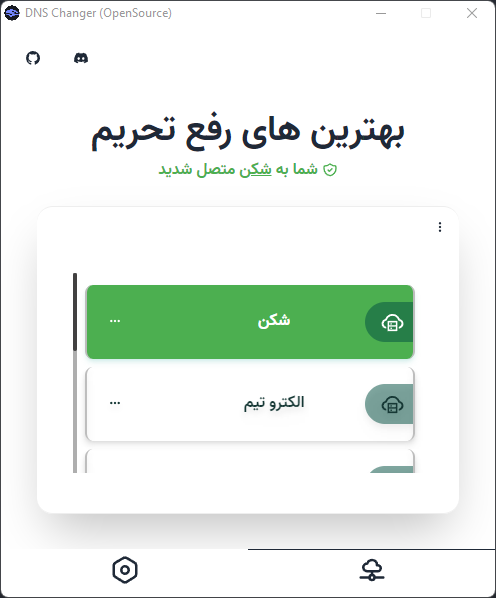 DNS Changer (OpenSource)
بهترین های رفع تحریم
شما به شکن متصل شدید
شکن
الکترو تیم